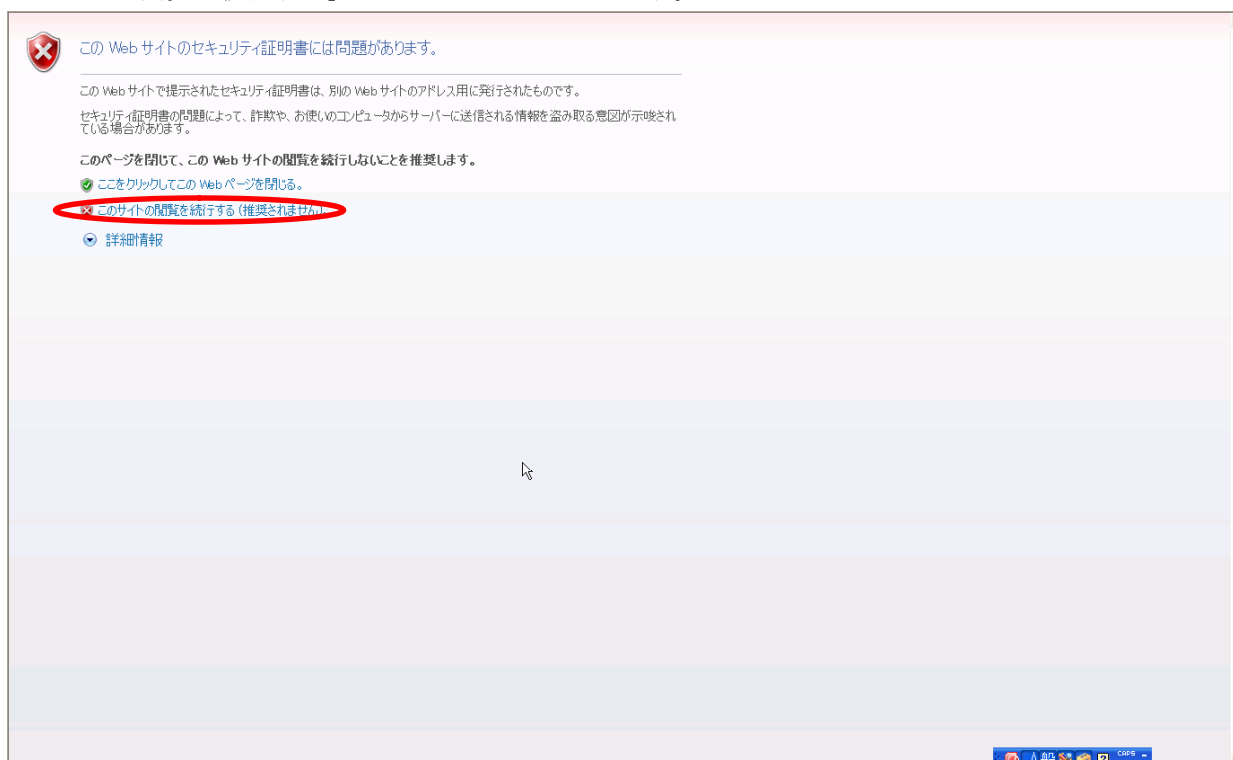 この Web サイトのセキュリティ証明書には問題があります。
この Web サイトで提示されたセキュリティ証明書は、別の Web サイトのアドレス用に発行されたものです。
セキュリティ証明書の問題によって、詐欺や、お使いのコンピュータからサーバーに送信される情報を盗み取る意図が示唆され
ている場合があります。
このページを閉じて、この Web サイトの閲覧を続行しないことを推奨します。
ここをクリックしてこの Web ページを閉じる。
このサイトの閲覧を続行する (推奨されません)。
詳細情報
CAPS